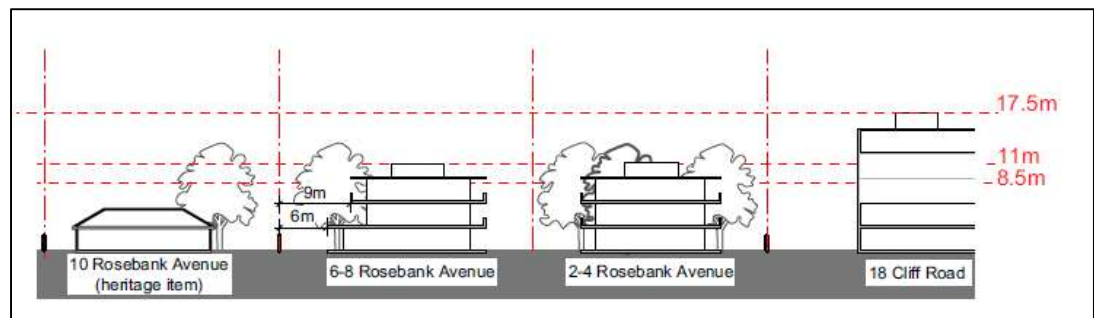 17.5m
11m
8.5m
9m
6m
10 Rosebank Avenue
(heritage item)
6-8 Rosebank Avenue
2-4 Rosebank Avenue
18 Cliff Road